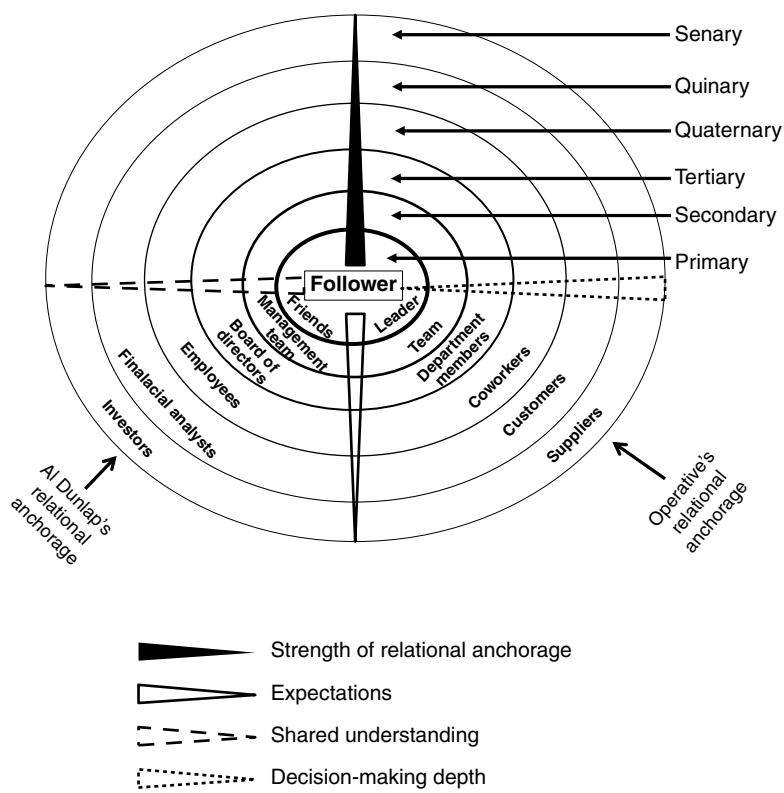 Senary
Quinary
Quaternary
Tertiary
Secondary
Primary
Follower
Friends
Leader
Management
team
Team
Board of
directors
Department
members
Employees
Coworkers
Finalacial analysts
Customers
Investors
Suppliers
Al Dunlap's
relational
anchorage
Operative's
relational
anchorage
Strength of relational anchorage
Expectations
Shared understanding
Decision-making depth